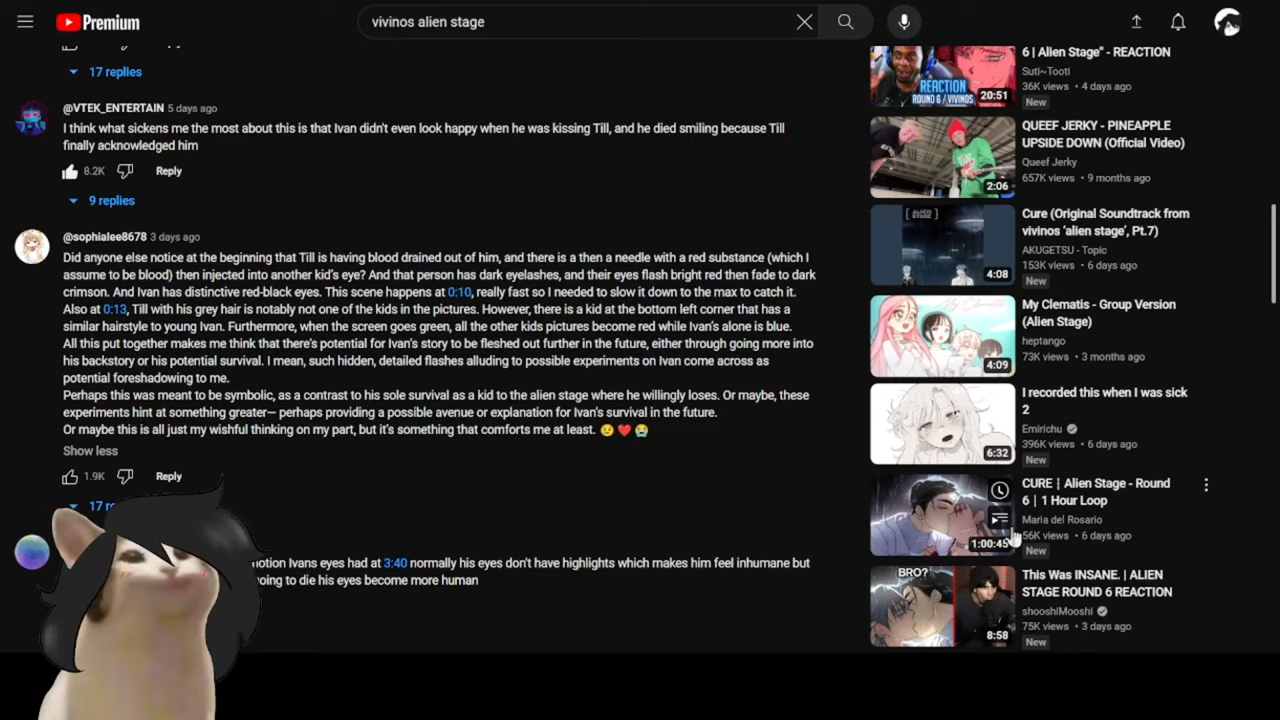 Premium
vivinos alien stage
17 replies
@VTEK_ENTERTAIN 5 days ago
I think what sickens me the most about this is that Ivan didn't even look happy when he was kissing Till, and he died smiling because Till
finally acknowledged him
8.2K Reply
9 replies
@sophialee8678 3 days ago
Did anyone else notice at the beginning that Till is having blood drained out of him, and there is a then a needle with a red substance (which I
assume to be blood) then injected into another kid's eye? And that person has dark eyelashes, and their eyes flash bright red then fade to dark
crimson. And Ivan has distinctive red-black eyes. This scene happens at 0:10, really fast so I needed to slow it down to the max to catch it.
Also at 0:13, Till with his grey hair is notably not one of the kids in the pictures. However, there is a kid at the bottom left corner that has a
similar hairstyle to young Ivan. Furthermore, when the screen goes green, all the other kids pictures become red while Ivan's alone is blue.
All this put together makes me think that there's potential for Ivan's story to be fleshed out further in the future, either through going more into
his backstory or his potential survival. I mean, such hidden, detailed flashes alluding to possible experiments on Ivan come across as
potential foreshadowing to me.
Perhaps this was meant to be symbolic, as a contrast to his sole survival as a kid to the alien stage where he willingly loses. Or maybe, these
experiments hint at something greater— perhaps providing a possible avenue or explanation for Ivan's survival in the future.
Or maybe this is all just my wishful thinking on my part, but it's something that comforts me at least. 😢❤️😭
Show less
1.9K Reply
17
Ivans eyes had at 3:40 normally his eyes don't have highlights which makes him feel inhumane but
going to die his eyes become more human
6 | Alien Stage" - REACTION
Suti~Tooti
36K views • 4 days ago
New
REACTION
ROUND 6 / VIVINOS
20:51
QUEEF JERKY - PINEAPPLE
UPSIDE DOWN (Official Video)
Queef Jerky
657K views • 9 months ago
2:06
Cure (Original Soundtrack from
vivinos 'alien stage', Pt.7)
AKUGETSU - Topic
153K views • 6 days ago
New
4:08
My Clematis - Group Version
(Alien Stage)
heptango
73K views • 3 months ago
4:09
I recorded this when I was sick
2
Emirichu
396K views • 6 days ago
New
6:32
CURE ¦ Alien Stage - Round
6 | 1 Hour Loop
Maria del Rosario
56K views • 6 days ago
New
1:00:45
This Was INSANE. | ALIEN
STAGE ROUND 6 REACTION
shooshiMooshi
75K views • 3 days ago
New
BRO?
8:58